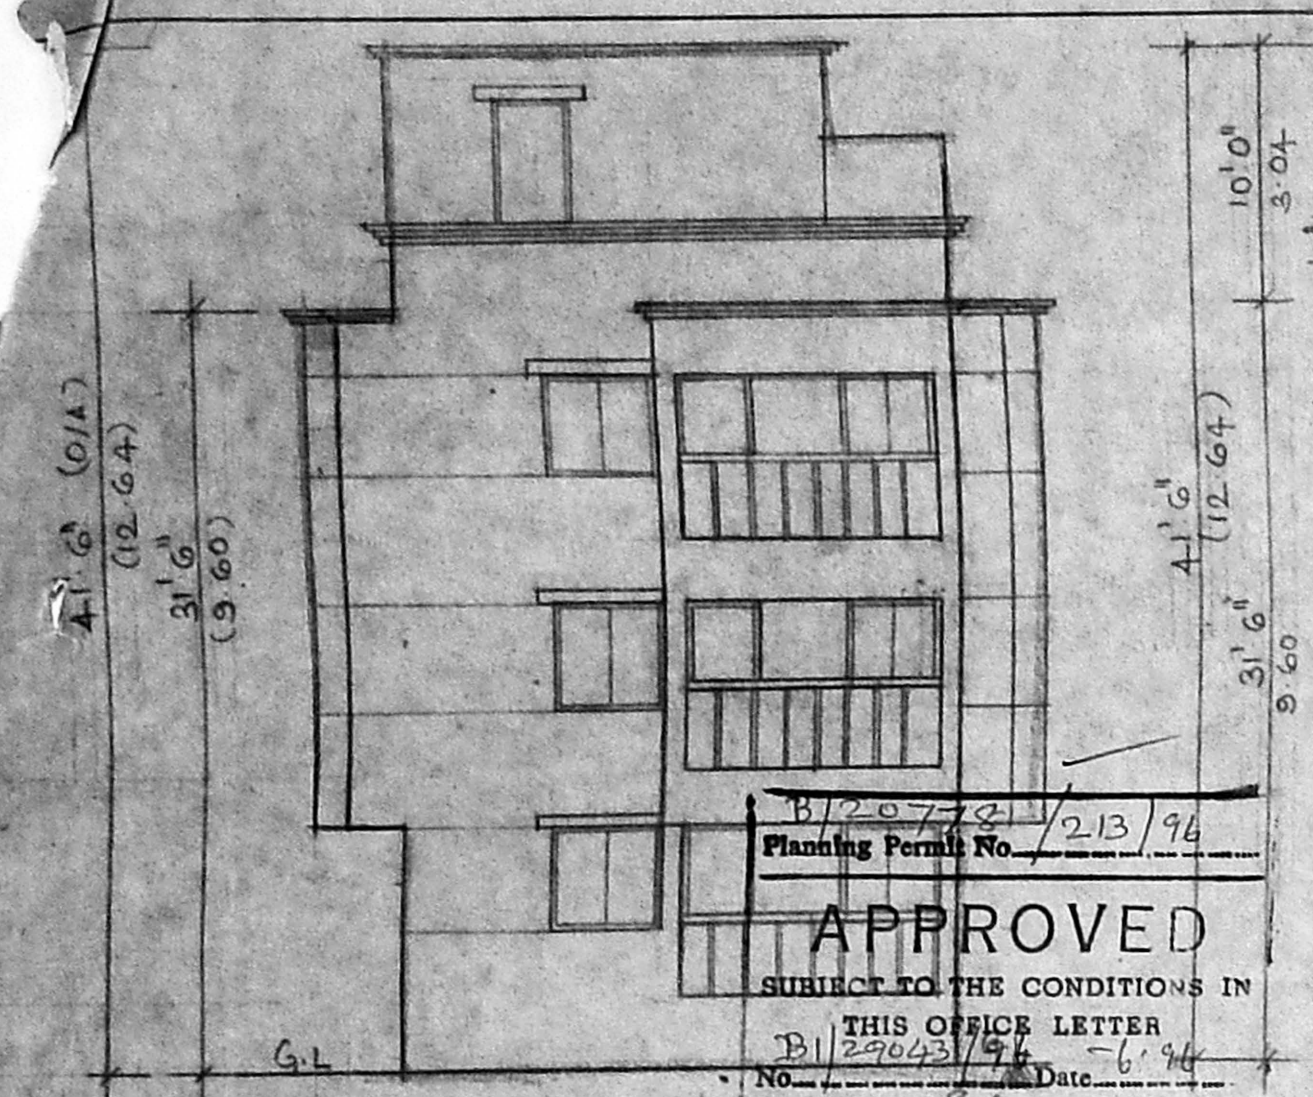 10'0"
3.04
41'.6" (O/A)
(12.64)
31'6"
(9.60)
41'.6"
(12.64)
31'6"
9.60
B/20778/213/96
Planning Permit No.
APPROVED
SUBJECT TO THE CONDITIONS IN
THIS OFFICE LETTER
B1/29043/96 -6.96
No. Date
G.L